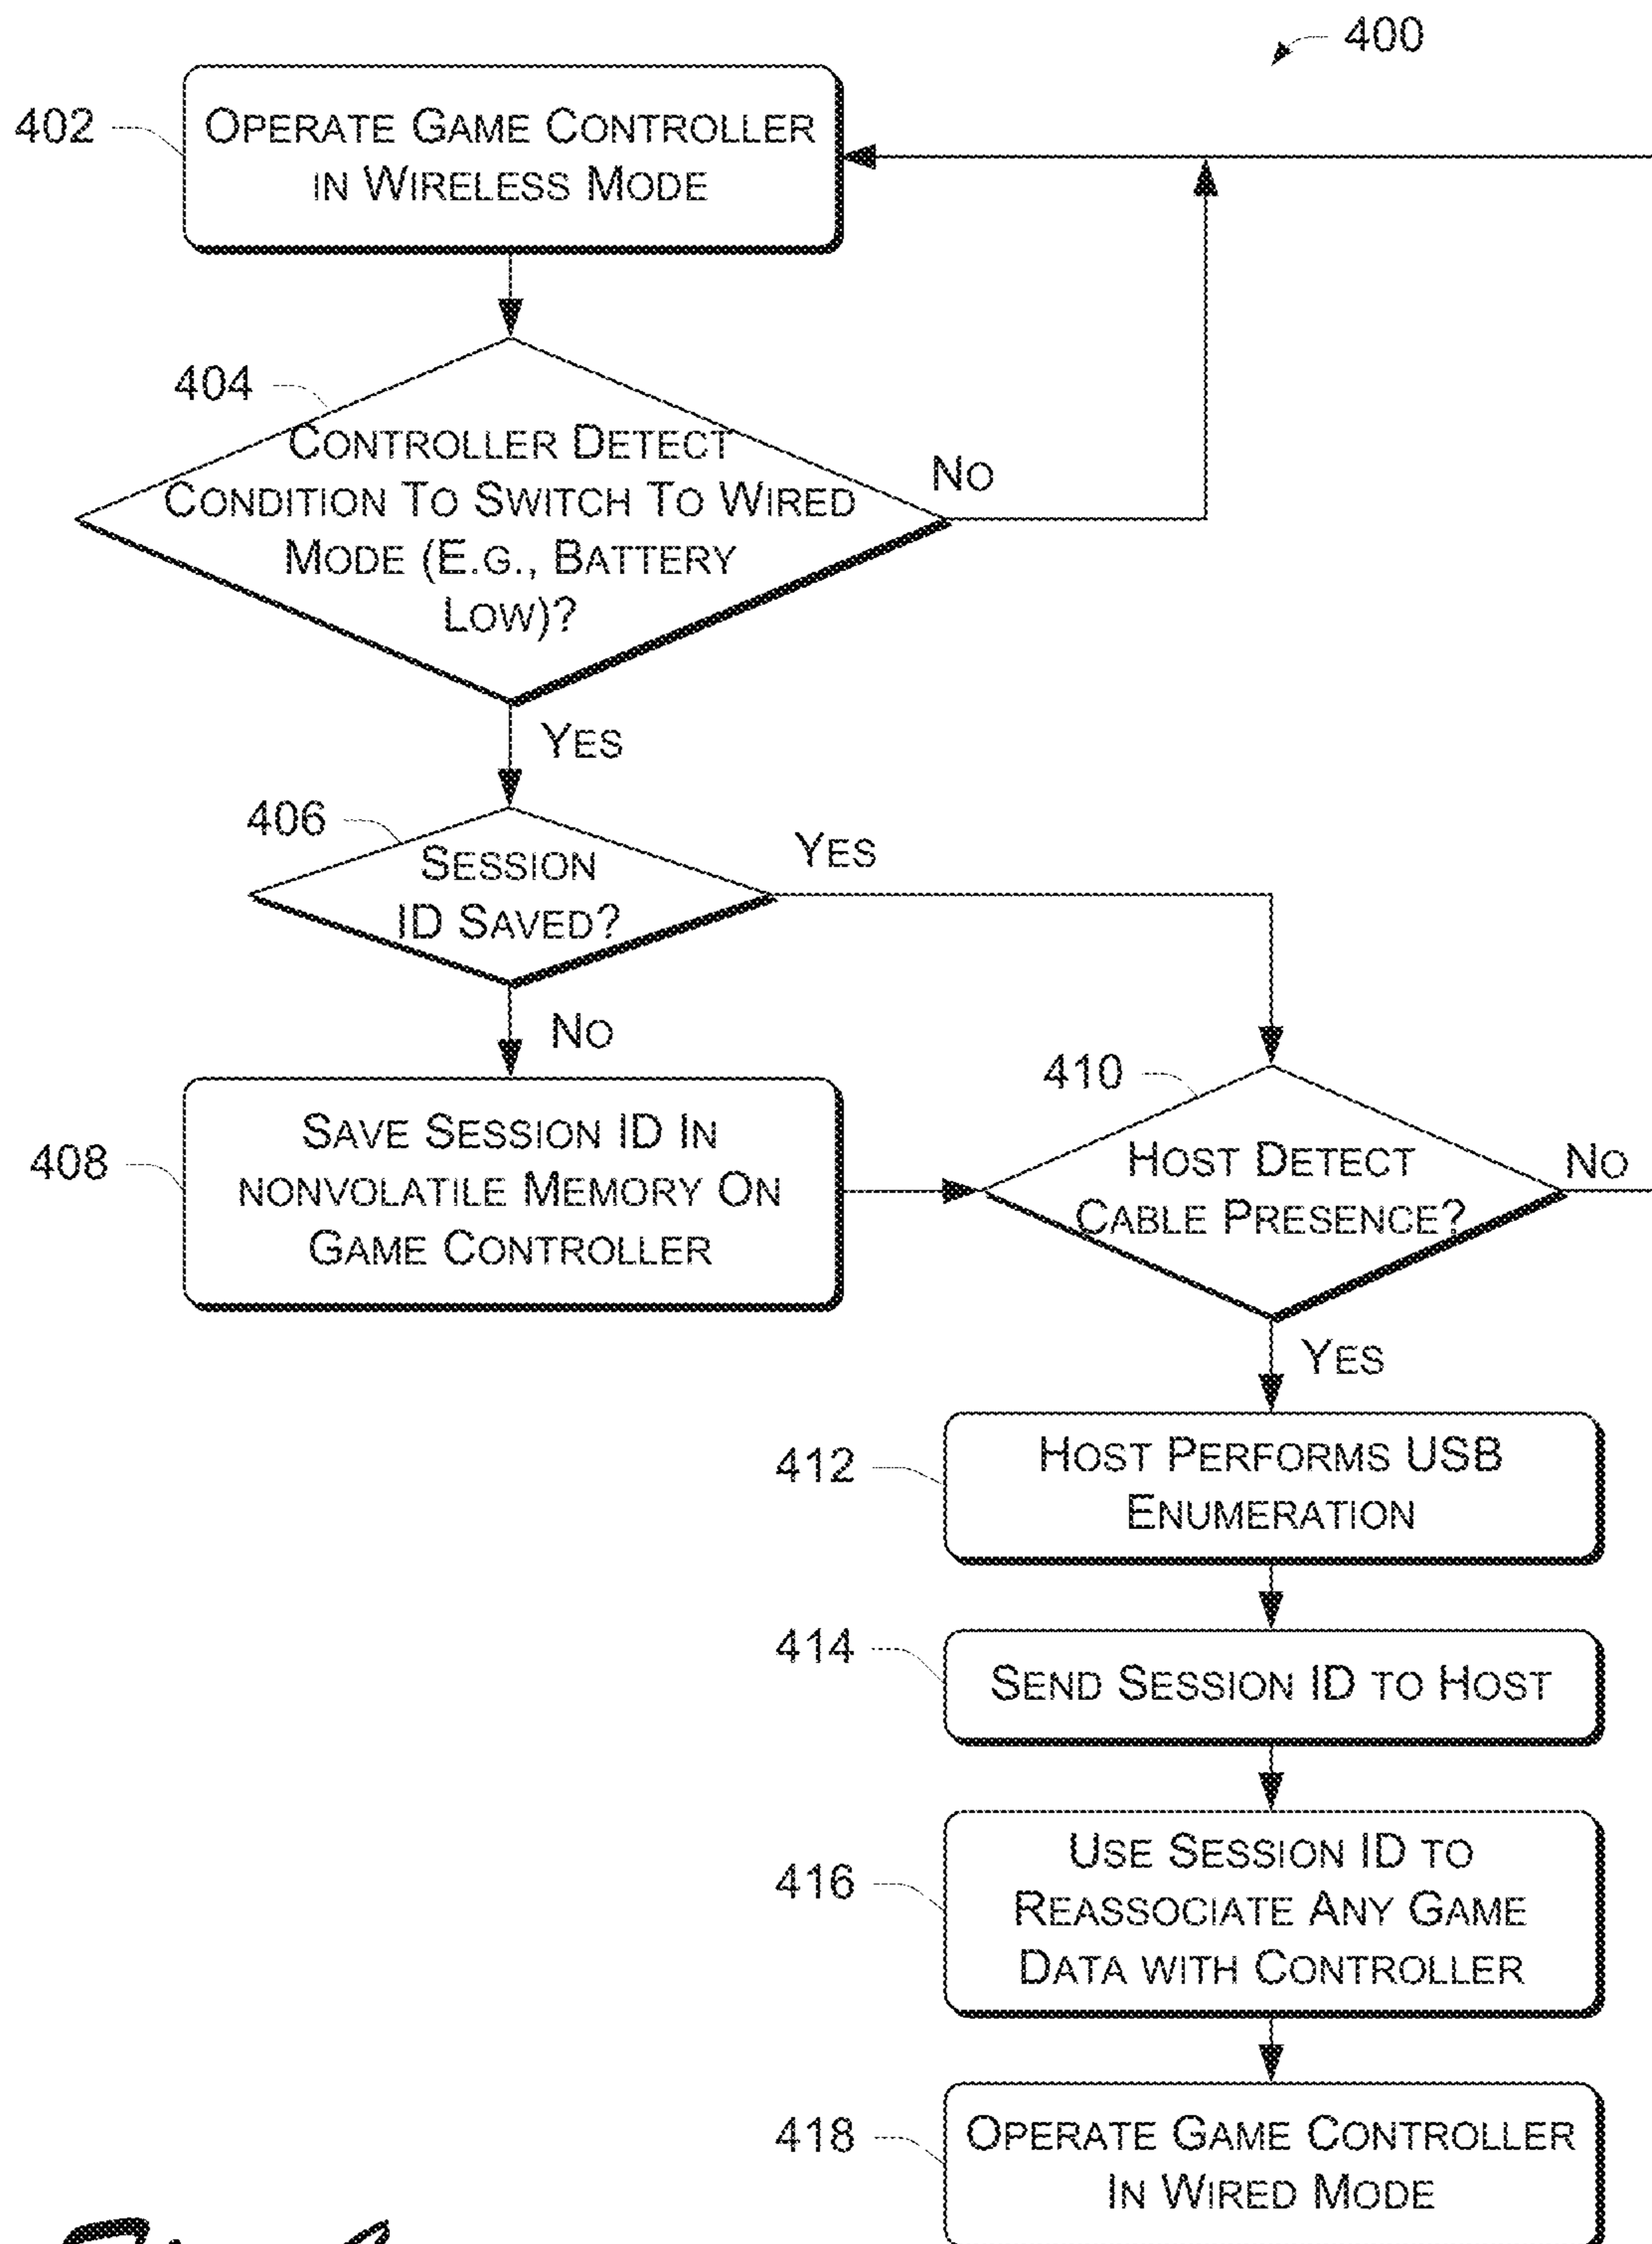 400
402
OPERATE GAME CONTROLLER
IN WIRELESS MODE
404
CONTROLLER DETECT
CONDITION TO SWITCH TO WIRED
MODE (E.G., BATTERY
LOW)?
NO
YES
406
SESSION
ID SAVED?
YES
NO
408
SAVE SESSION ID IN
NONVOLATILE MEMORY ON
GAME CONTROLLER
410
HOST DETECT
CABLE PRESENCE?
NO
YES
412
HOST PERFORMS USB
ENUMERATION
414
SEND SESSION ID TO HOST
416
USE SESSION ID TO
REASSOCIATE ANY GAME
DATA WITH CONTROLLER
418
OPERATE GAME CONTROLLER
IN WIRED MODE